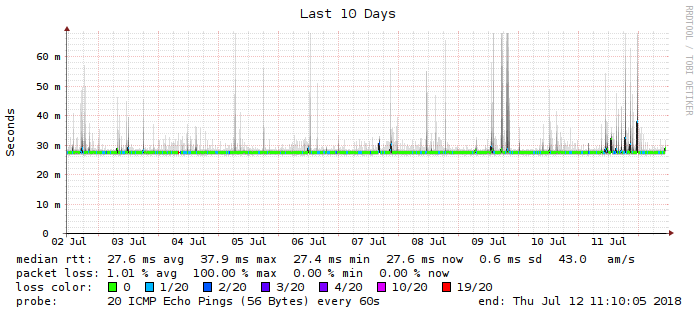 Last 10 Days
RRDTOOL / TOBI OETIKER
Seconds
60 m
50 m
40 m
30 m
20 m
10 m
0
02 Jul 03 Jul 04 Jul 05 Jul 06 Jul 07 Jul 08 Jul 09 Jul 10 Jul 11 Jul
median rtt: 27.6 ms avg 37.9 ms max 27.4 ms min 27.6 ms now 0.6 ms sd 43.0 am/s
packet loss: 1.01 % avg 100.00 % max 0.00 % min 0.00 % now
loss color: 0 1/20 2/20 3/20 4/20 10/20 19/20
probe: 20 ICMP Echo Pings (56 Bytes) every 60s end: Thu Jul 12 11:10:05 2018